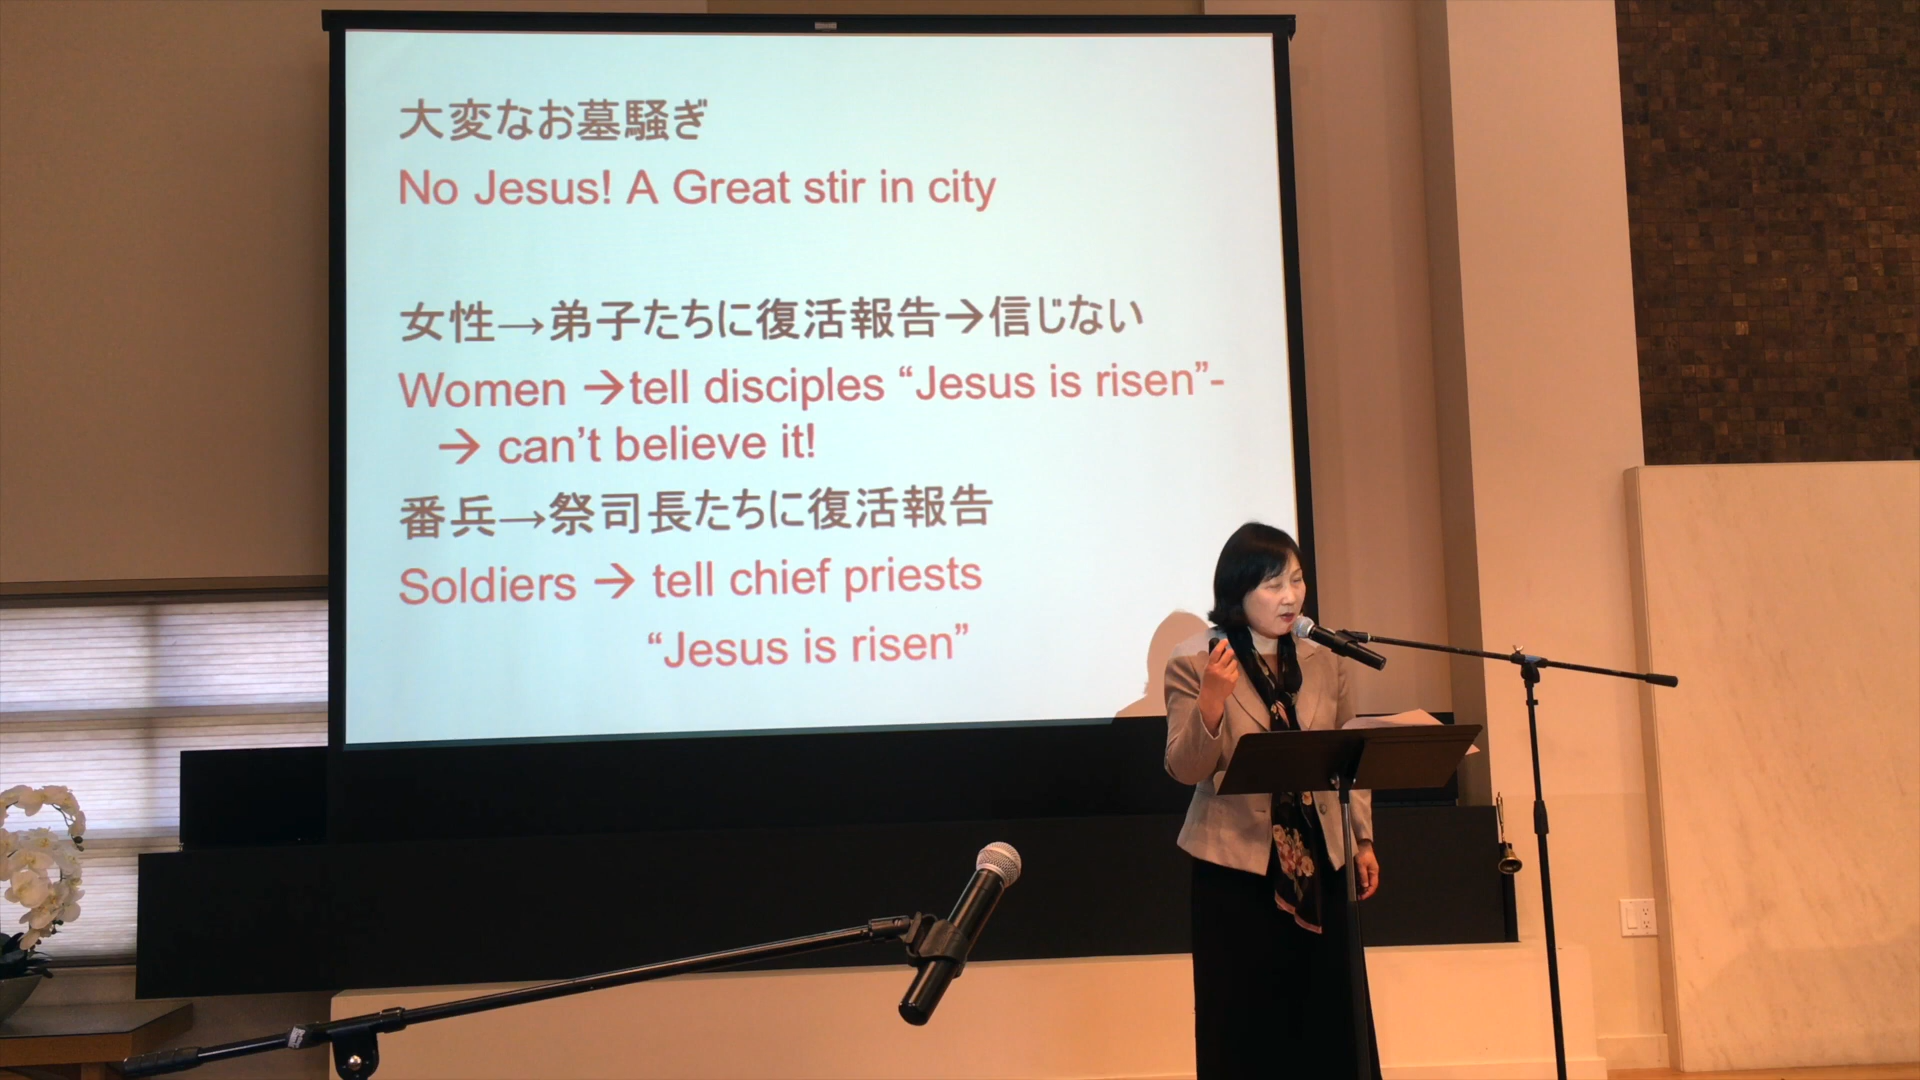 大変なお墓騒ぎ
No Jesus! A Great stir in city
女性→弟子たちに復活報告→信じない
Women →tell disciples “Jesus is risen”-
→ can’t believe it!
番兵→祭司長たちに復活報告
Soldiers → tell chief priests
“Jesus is risen”